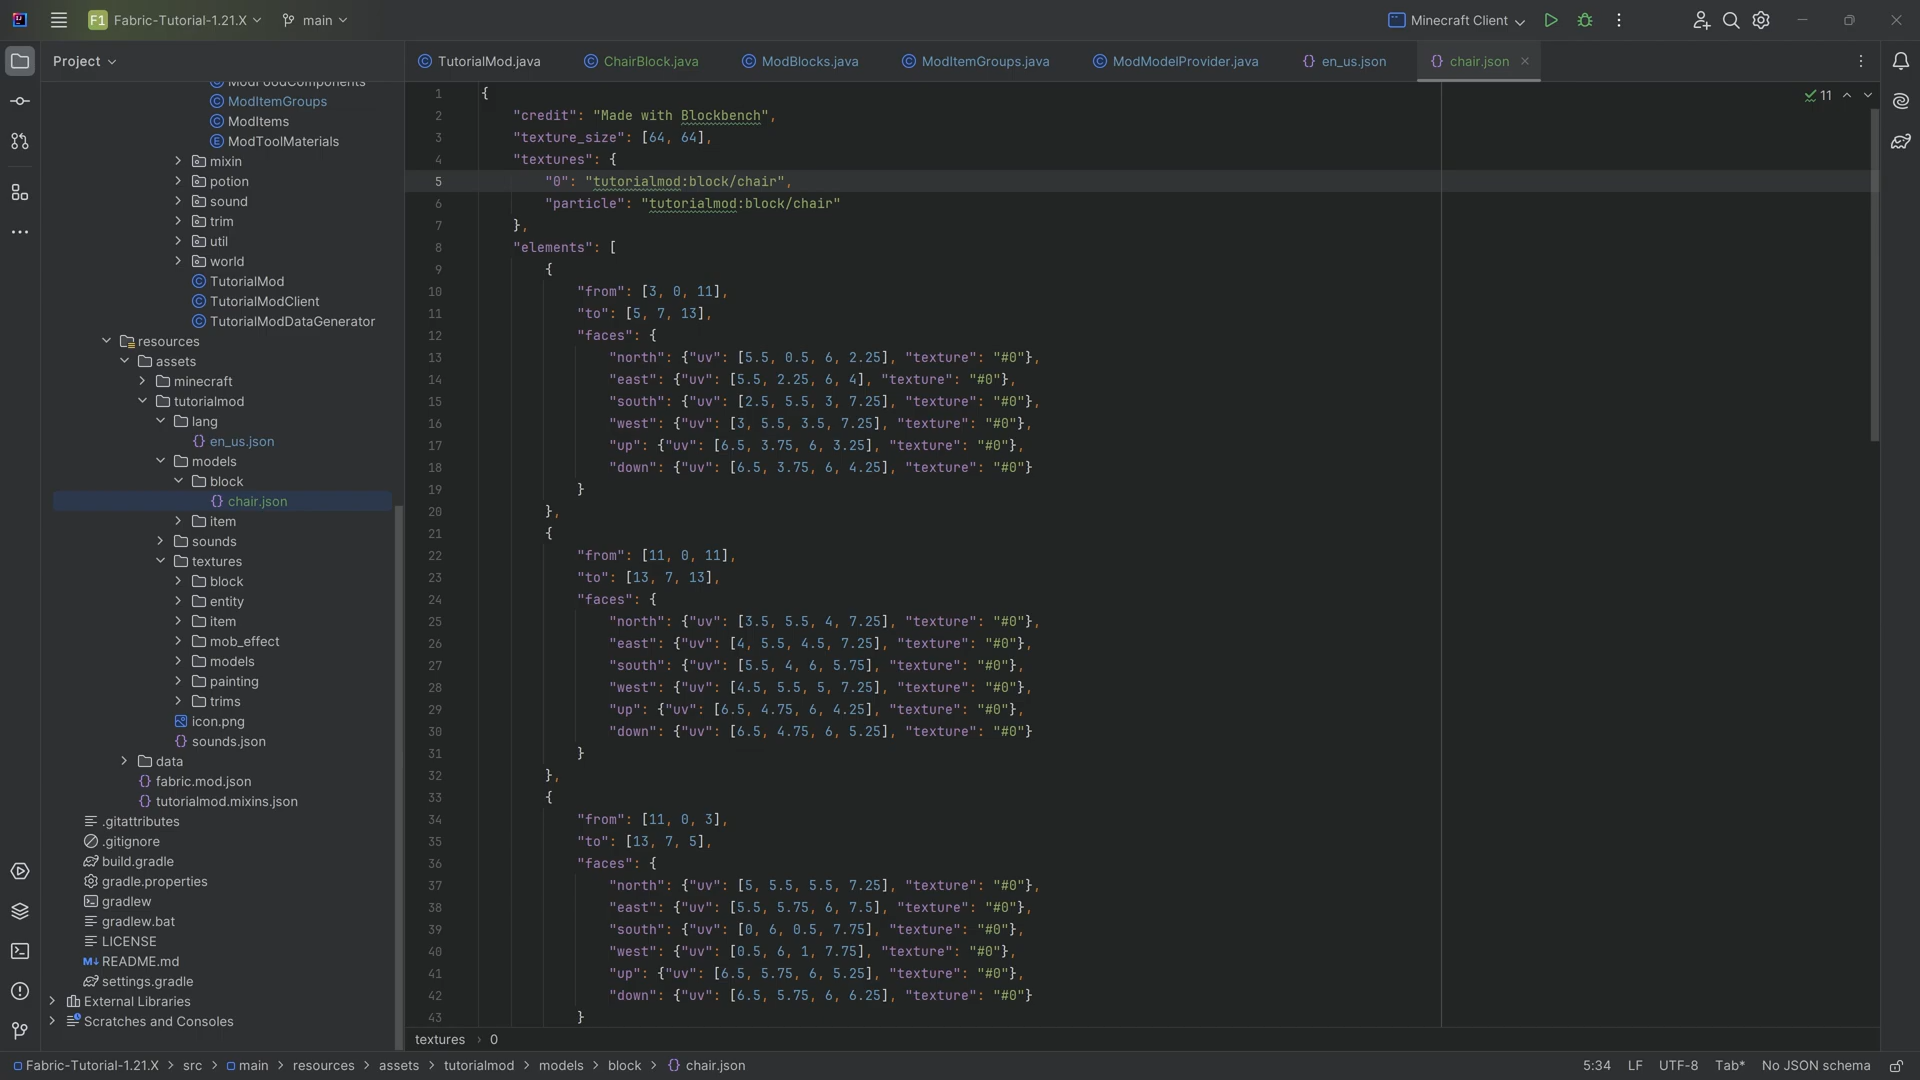 F1 Fabric-Tutorial-1.21.X main Minecraft Client
Project
TutorialMod.java ChairBlock.java ModBlocks.java ModItemGroups.java ModModelProvider.java {} en_us.json {} chair.json
ModFoodComponents
ModItemGroups
ModItems
ModToolMaterials
mixin
potion
sound
trim
util
world
TutorialMod
TutorialModClient
TutorialModDataGenerator
resources
assets
minecraft
tutorialmod
lang
{} en_us.json
models
block
{} chair.json
item
sounds
textures
block
entity
item
mob_effect
models
painting
trims
icon.png
{} sounds.json
data
{} fabric.mod.json
{} tutorialmod.mixins.json
.gitattributes
.gitignore
build.gradle
gradle.properties
gradlew
gradlew.bat
LICENSE
M↓ README.md
settings.gradle
External Libraries
Scratches and Consoles
11
1 {
2 "credit": "Made with Blockbench",
3 "texture_size": [64, 64],
4 "textures": {
5 "0": "tutorialmod:block/chair",
6 "particle": "tutorialmod:block/chair"
7 },
8 "elements": [
9 {
10 "from": [3, 0, 11],
11 "to": [5, 7, 13],
12 "faces": {
13 "north": {"uv": [5.5, 0.5, 6, 2.25], "texture": "#0"},
14 "east": {"uv": [5.5, 2.25, 6, 4], "texture": "#0"},
15 "south": {"uv": [2.5, 5.5, 3, 7.25], "texture": "#0"},
16 "west": {"uv": [3, 5.5, 3.5, 7.25], "texture": "#0"},
17 "up": {"uv": [6.5, 3.75, 6, 3.25], "texture": "#0"},
18 "down": {"uv": [6.5, 3.75, 6, 4.25], "texture": "#0"}
19 }
20 },
21 {
22 "from": [11, 0, 11],
23 "to": [13, 7, 13],
24 "faces": {
25 "north": {"uv": [3.5, 5.5, 4, 7.25], "texture": "#0"},
26 "east": {"uv": [4, 5.5, 4.5, 7.25], "texture": "#0"},
27 "south": {"uv": [5.5, 4, 6, 5.75], "texture": "#0"},
28 "west": {"uv": [4.5, 5.5, 5, 7.25], "texture": "#0"},
29 "up": {"uv": [6.5, 4.75, 6, 4.25], "texture": "#0"},
30 "down": {"uv": [6.5, 4.75, 6, 5.25], "texture": "#0"}
31 }
32 },
33 {
34 "from": [11, 0, 3],
35 "to": [13, 7, 5],
36 "faces": {
37 "north": {"uv": [5, 5.5, 5.5, 7.25], "texture": "#0"},
38 "east": {"uv": [5.5, 5.75, 6, 7.5], "texture": "#0"},
39 "south": {"uv": [0, 6, 0.5, 7.75], "texture": "#0"},
40 "west": {"uv": [0.5, 6, 1, 7.75], "texture": "#0"},
41 "up": {"uv": [6.5, 5.75, 6, 5.25], "texture": "#0"},
42 "down": {"uv": [6.5, 5.75, 6, 6.25], "texture": "#0"}
43 }
textures > 0
Fabric-Tutorial-1.21.X > src > main > resources > assets > tutorialmod > models > block > {} chair.json 5:34 LF UTF-8 Tab* No JSON schema